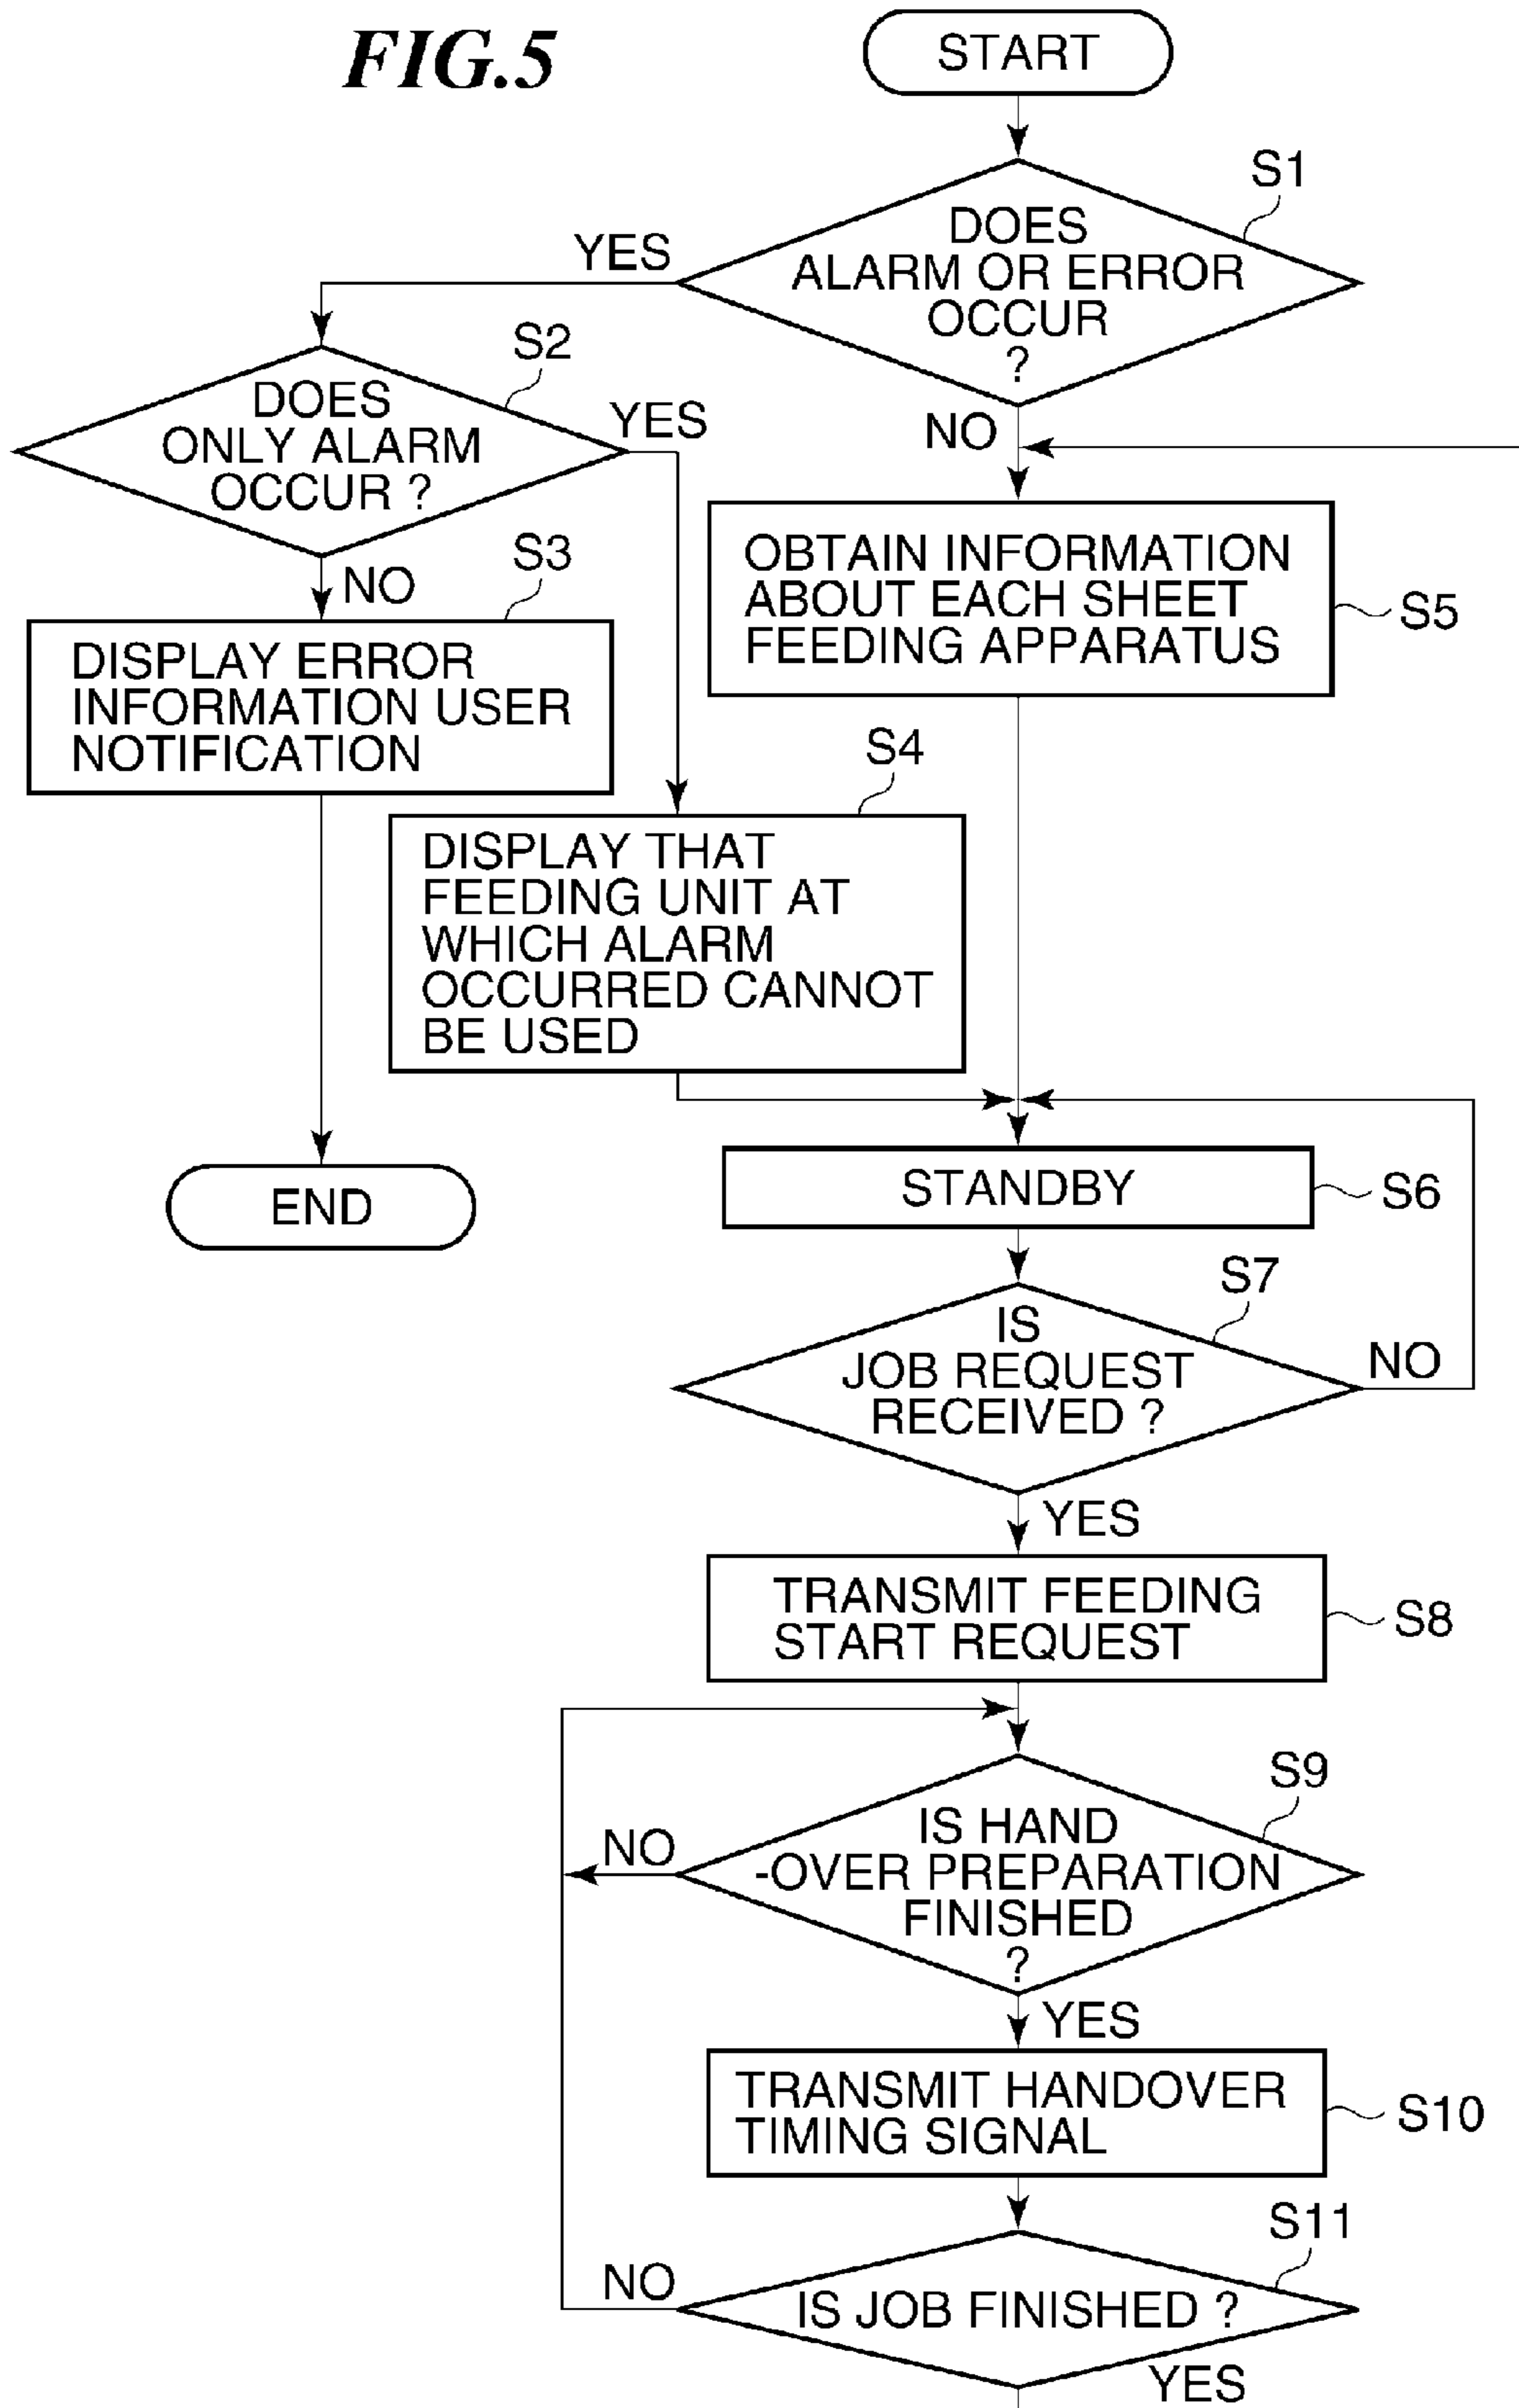 FIG.5
START
S1
DOES
ALARM OR ERROR
OCCUR
?
YES
NO
S2
DOES
ONLY ALARM
OCCUR ?
YES
NO
S3
DISPLAY ERROR
INFORMATION USER
NOTIFICATION
S4
DISPLAY THAT
FEEDING UNIT AT
WHICH ALARM
OCCURRED CANNOT
BE USED
OBTAIN INFORMATION
ABOUT EACH SHEET
FEEDING APPARATUS
S5
END
STANDBY
S6
S7
IS
JOB REQUEST
RECEIVED ?
NO
YES
TRANSMIT FEEDING
START REQUEST
S8
S9
IS HAND
-OVER PREPARATION
FINISHED
?
NO
YES
TRANSMIT HANDOVER
TIMING SIGNAL
S10
S11
IS JOB FINISHED ?
NO
YES